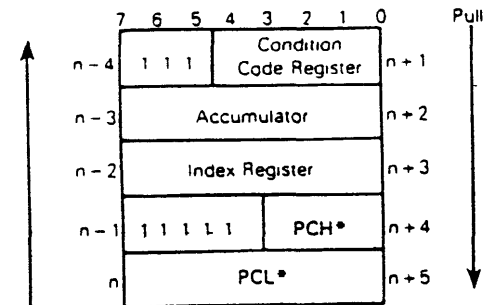 7 6 5 4 3 2 1 0 Pull
n – 4 1 1 1 Condition Code Register n + 1
n – 3 Accumulator n + 2
n – 2 Index Register n + 3
n – 1 1 1 1 1 1 PCH* n + 4
n PCL* n + 5